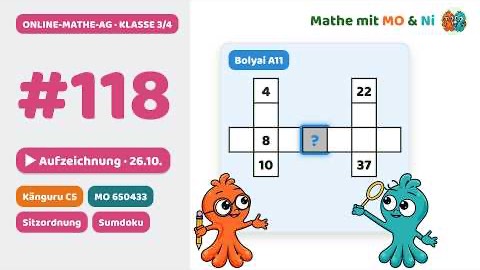 ONLINE-MATHE-AG · KLASSE 3/4
#118
▶ Aufzeichnung · 26.10.
Känguru C5
MO 650433
Sitzordnung
Sumdoku
Mathe mit MO & Ni
Bolyai A11
4 22
8 ?
10 37